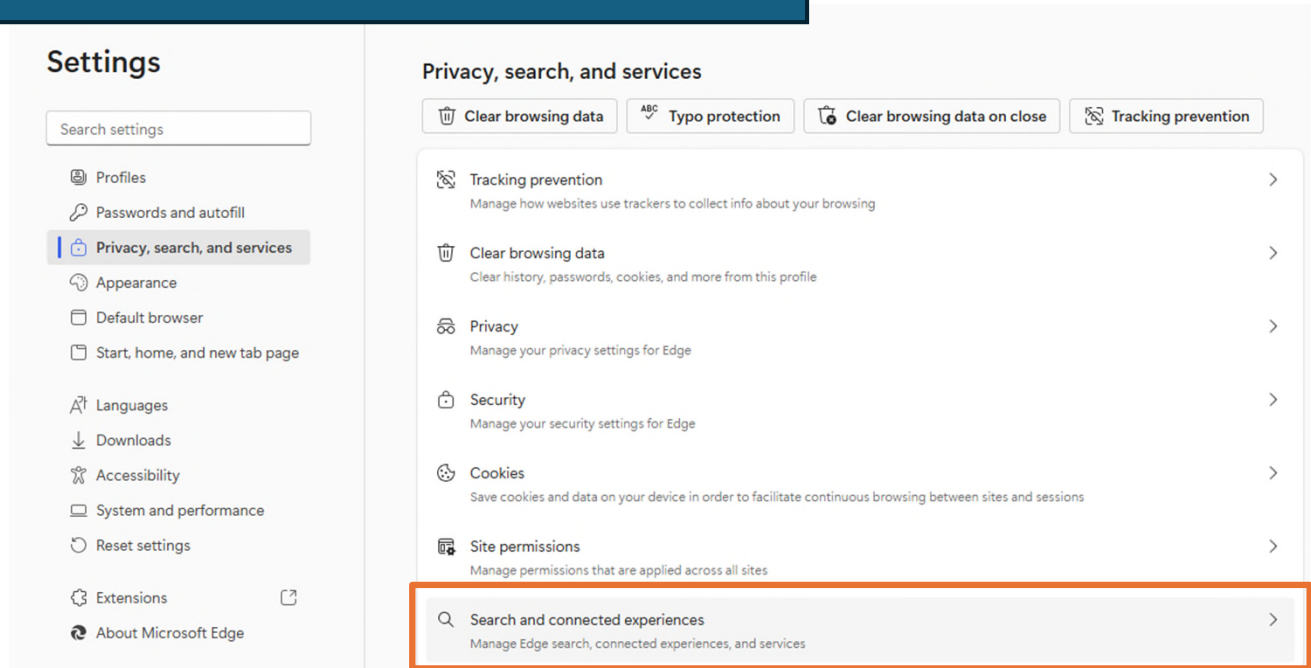 Settings
Search settings
Profiles
Passwords and autofill
Privacy, search, and services
Appearance
Default browser
Start, home, and new tab page
Languages
Downloads
Accessibility
System and performance
Reset settings
Extensions
About Microsoft Edge
Privacy, search, and services
Clear browsing data
ABC Typo protection
Clear browsing data on close
Tracking prevention
Tracking prevention
Manage how websites use trackers to collect info about your browsing
Clear browsing data
Clear history, passwords, cookies, and more from this profile
Privacy
Manage your privacy settings for Edge
Security
Manage your security settings for Edge
Cookies
Save cookies and data on your device in order to facilitate continuous browsing between sites and sessions
Site permissions
Manage permissions that are applied across all sites
Search and connected experiences
Manage Edge search, connected experiences, and services